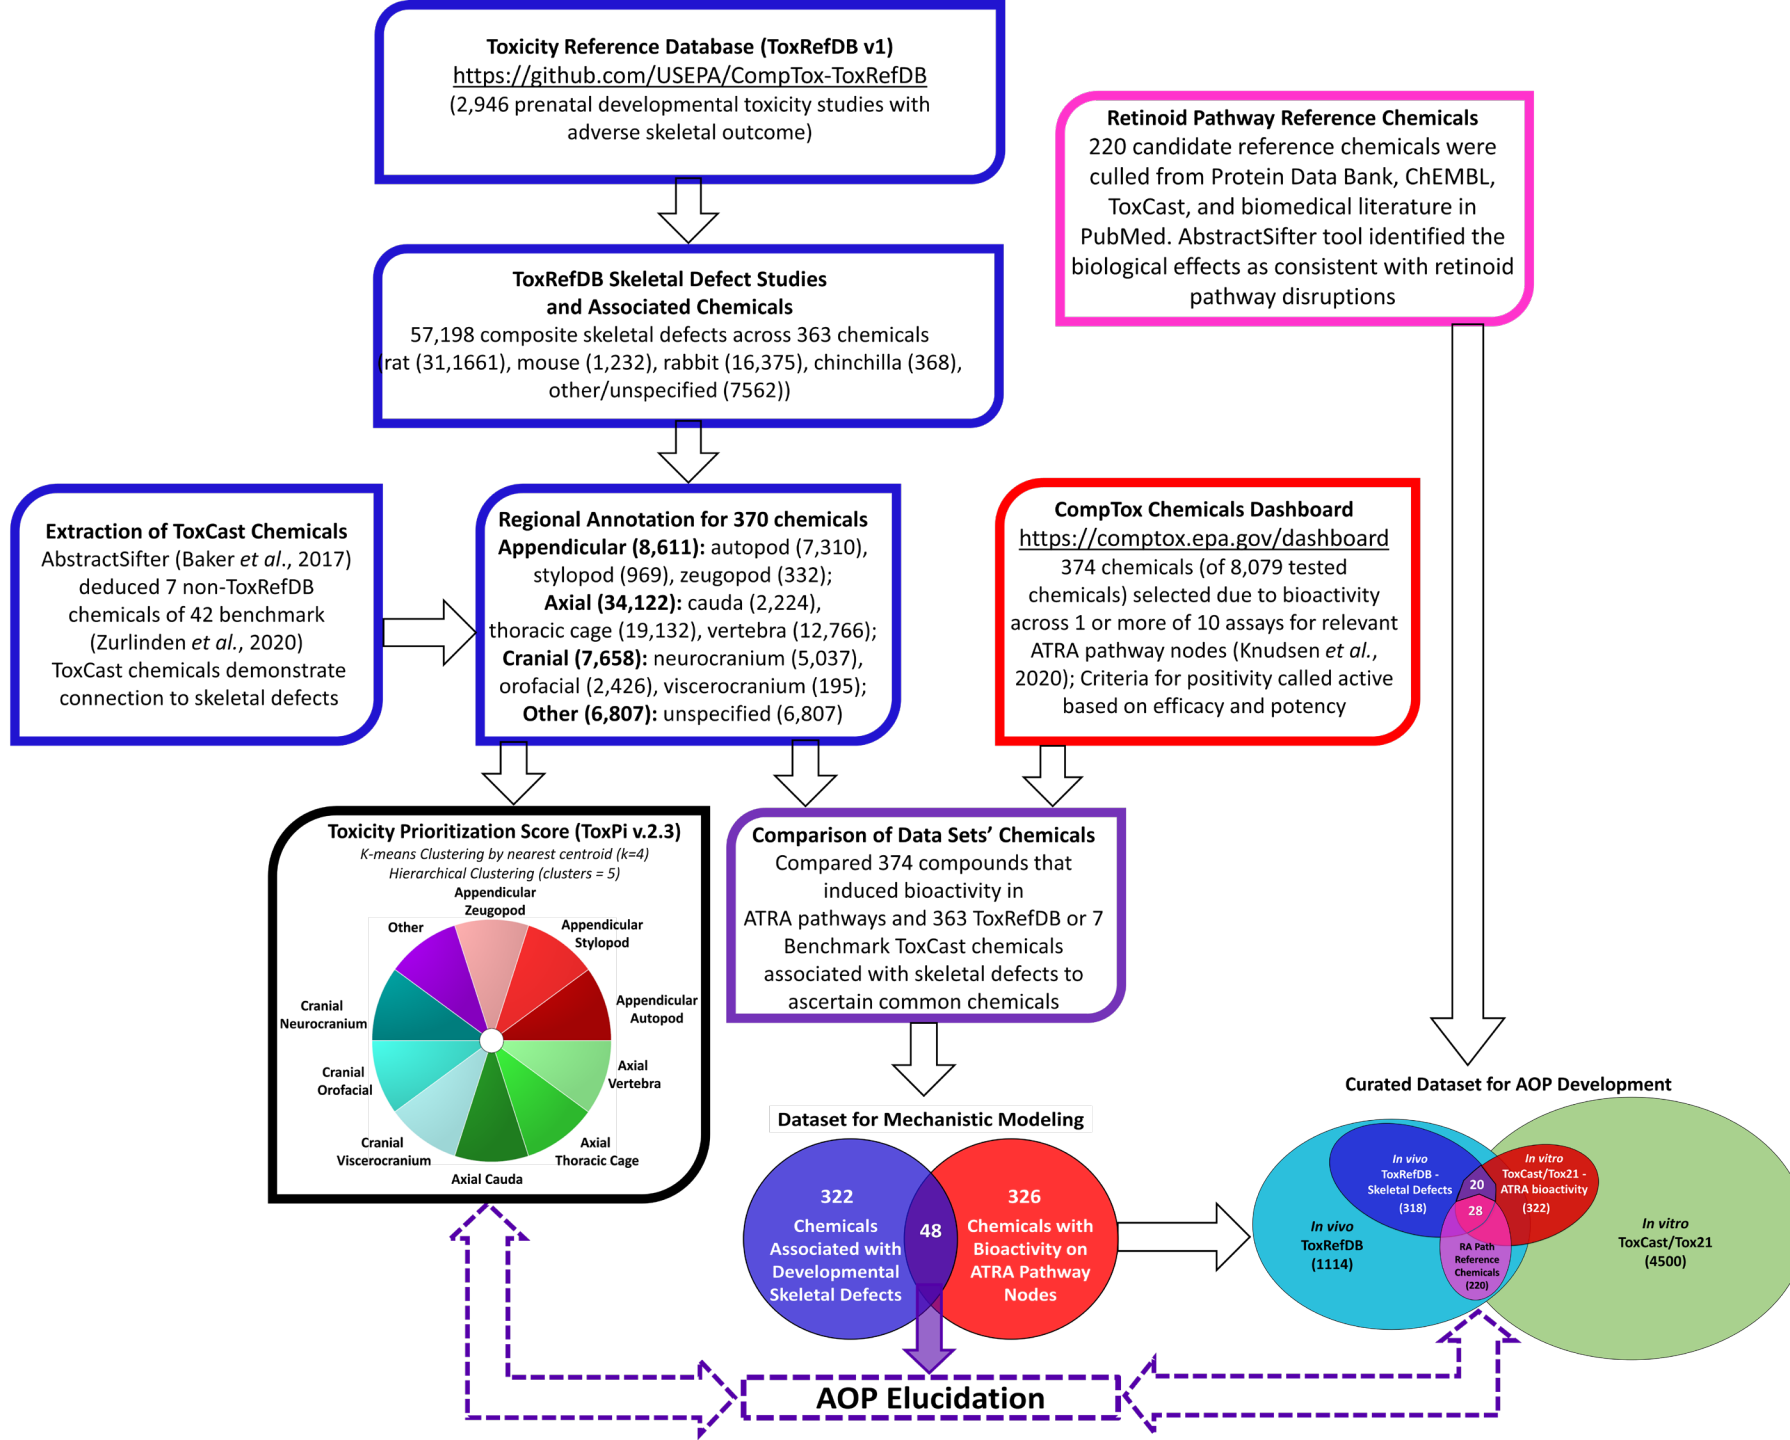 Toxicity Reference Database (ToxRefDB v1)
https://github.com/USEPA/CompTox-ToxRefDB
(2,946 prenatal developmental toxicity studies with
adverse skeletal outcome)
Retinoid Pathway Reference Chemicals
220 candidate reference chemicals were
culled from Protein Data Bank, ChEMBL,
ToxCast, and biomedical literature in
PubMed. AbstractSifter tool identified the
biological effects as consistent with retinoid
pathway disruptions
ToxRefDB Skeletal Defect Studies
and Associated Chemicals
57,198 composite skeletal defects across 363 chemicals
(rat (31,1661), mouse (1,232), rabbit (16,375), chinchilla (368),
other/unspecified (7562))
Extraction of ToxCast Chemicals
AbstractSifter (Baker et al., 2017)
deduced 7 non-ToxRefDB
chemicals of 42 benchmark
(Zurlinden et al., 2020)
ToxCast chemicals demonstrate
connection to skeletal defects
Regional Annotation for 370 chemicals
Appendicular (8,611): autopod (7,310),
stylopod (969), zeugopod (332);
Axial (34,122): cauda (2,224),
thoracic cage (19,132), vertebra (12,766);
Cranial (7,658): neurocranium (5,037),
orofacial (2,426), viscerocranium (195);
Other (6,807): unspecified (6,807)
CompTox Chemicals Dashboard
https://comptox.epa.gov/dashboard
374 chemicals (of 8,079 tested
chemicals) selected due to bioactivity
across 1 or more of 10 assays for relevant
ATRA pathway nodes (Knudsen et al.,
2020); Criteria for positivity called active
based on efficacy and potency
Toxicity Prioritization Score (ToxPi v.2.3)
K-means Clustering by nearest centroid (k=4)
Hierarchical Clustering (clusters = 5)
Appendicular
Zeugopod
Appendicular
Stylopod
Other
Cranial
Neurocranium
Appendicular
Autopod
Cranial
Orofacial
Axial
Vertebra
Cranial
Viscerocranium
Axial
Thoracic Cage
Axial Cauda
Comparison of Data Sets' Chemicals
Compared 374 compounds that
induced bioactivity in
ATRA pathways and 363 ToxRefDB or 7
Benchmark ToxCast chemicals
associated with skeletal defects to
ascertain common chemicals
Dataset for Mechanistic Modeling
322
Chemicals
Associated with
Developmental
Skeletal Defects
48
326
Chemicals with
Bioactivity on
ATRA Pathway
Nodes
Curated Dataset for AOP Development
In vivo
ToxRefDB -
Skeletal Defects
(318)
In vitro
ToxCast/Tox21 -
ATRA bioactivity
(322)
20
28
In vivo
ToxRefDB
(1114)
RA Path
Reference
Chemicals
(220)
In vitro
ToxCast/Tox21
(4500)
AOP Elucidation